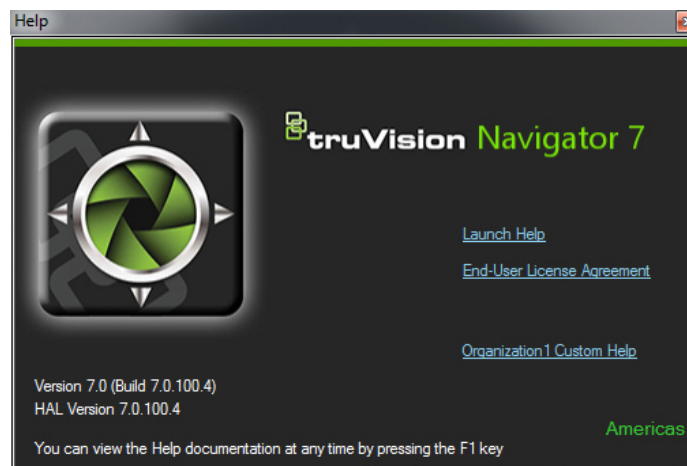 Help
truVision Navigator 7
Launch Help
End-User License Agreement
Organization1 Custom Help
Version 7.0 (Build 7.0.100.4)
HAL Version 7.0.100.4
Americas
You can view the Help documentation at any time by pressing the F1 key